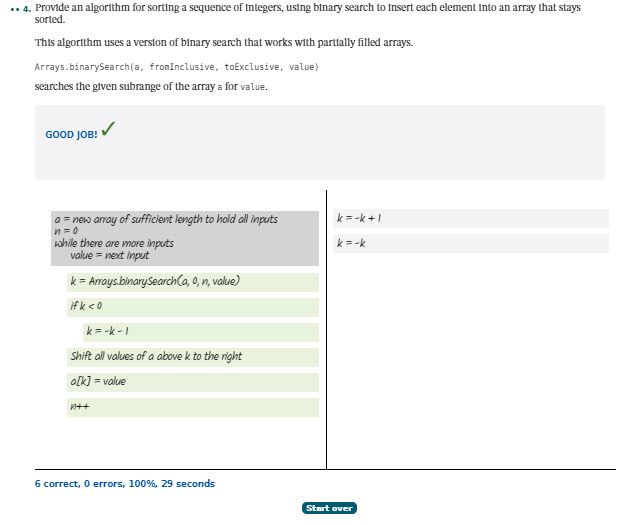 •• 4. Provide an algorithm for sorting a sequence of integers, using binary search to insert each element into an array that stays
sorted.
This algorithm uses a version of binary search that works with partially filled arrays.
Arrays.binarySearch(a, fromInclusive, toExclusive, value)
searches the given subrange of the array a for value.
GOOD JOB! ✓
a = new array of sufficient length to hold all inputs
n = 0
while there are more inputs
value = next input
k = Arrays.binarySearch(a, 0, n, value)
if k < 0
k = -k - 1
Shift all values of a above k to the right
a[k] = value
n++
k = -k + 1
k = -k
6 correct, 0 errors, 100%, 29 seconds
Start over